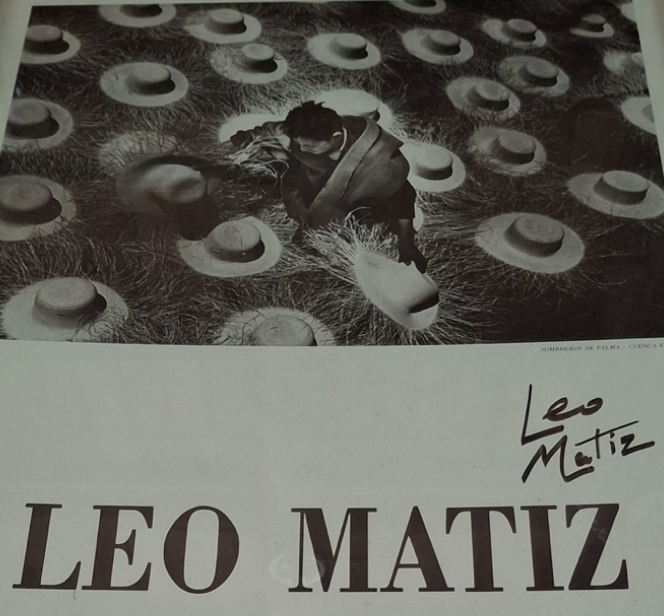 SOMBREROS DE PALMA - CUENCA
Leo
Matiz
LEO MATIZ